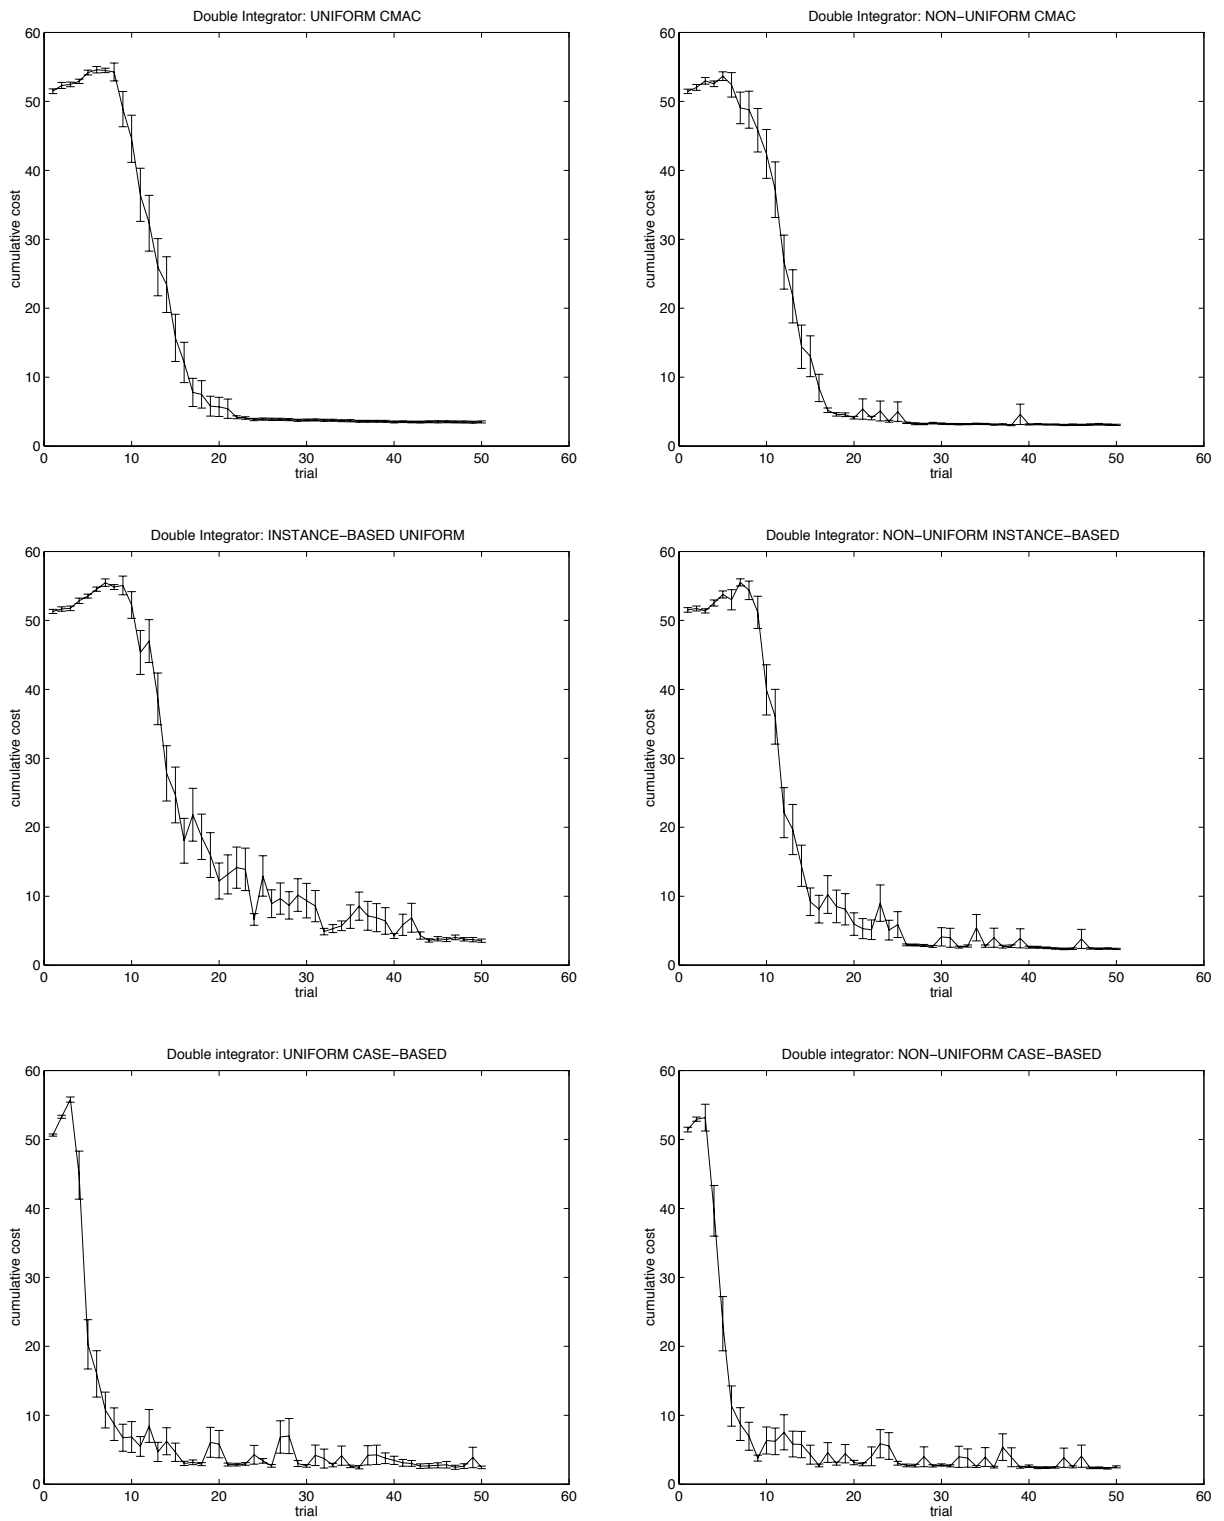 Double Integrator: UNIFORM CMAC
60
50
40
30
20
10
0
cumulative cost
0 10 20 30 40 50 60
trial
Double Integrator: NON−UNIFORM CMAC
60
50
40
30
20
10
0
cumulative cost
0 10 20 30 40 50 60
trial
Double Integrator: INSTANCE−BASED UNIFORM
60
50
40
30
20
10
0
cumulative cost
0 10 20 30 40 50 60
trial
Double Integrator: NON−UNIFORM INSTANCE−BASED
60
50
40
30
20
10
0
cumulative cost
0 10 20 30 40 50 60
trial
Double integrator: UNIFORM CASE−BASED
60
50
40
30
20
10
0
cumulative cost
0 10 20 30 40 50 60
trial
Double integrator: NON−UNIFORM CASE−BASED
60
50
40
30
20
10
0
cumulative cost
0 10 20 30 40 50 60
trial